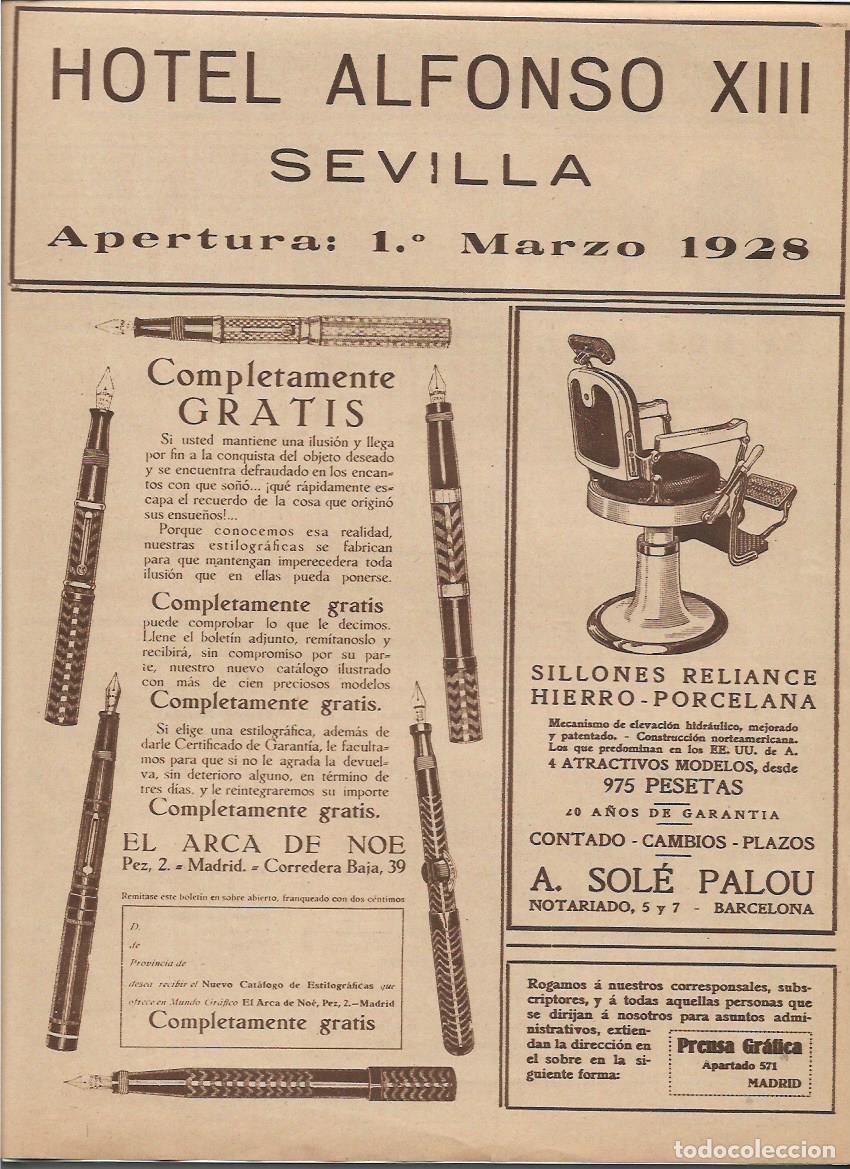 HOTEL ALFONSO XIII
SEVILLA
Apertura: 1.º Marzo 1928
Completamente
GRATIS
Si usted mantiene una ilusión y llega
por fin a la conquista del objeto deseado
y se encuentra defraudado en los encan-
tos con que soñó... ¡qué rápidamente es-
capa el recuerdo de la cosa que originó
sus ensueños!...
Porque conocemos esa realidad,
nuestras estilográficas se fabrican
para que mantengan imperecedera toda
ilusión que en ellas pueda ponerse.
Completamente gratis
puede comprobar lo que le decimos.
Llene el boletín adjunto, remítanoslo y
recibirá, sin compromiso por su par-
te, nuestro nuevo catálogo ilustrado
con más de cien preciosos modelos
Completamente gratis.
Si elige una estilográfica, además de
darle Certificado de Garantía, le faculta-
mos para que si no le agrada la devuel-
va, sin deterioro alguno, en término de
tres días, y le reintegraremos su importe
Completamente gratis.
EL ARCA DE NOE
Pez, 2. = Madrid. = Corredera Baja, 39
Remítase este boletín en sobre abierto, franqueado con dos céntimos
D.
de
Provincia de
desea recibir el Nuevo Catálogo de Estilográficas que
ofrece en Mundo Gráfico El Arca de Noé, Pez, 2.—Madrid
Completamente gratis
SILLONES RELIANCE
HIERRO - PORCELANA
Mecanismo de elevación hidráulico, mejorado
y patentado. - Construcción norteamericana.
Los que predominan en los EE. UU. de A.
4 ATRACTIVOS MODELOS, desde
975 PESETAS
20 AÑOS DE GARANTIA
CONTADO - CAMBIOS - PLAZOS
A. SOLÉ PALOU
NOTARIADO, 5 y 7 - BARCELONA
Rogamos á nuestros corresponsales, subs-
criptores, y á todas aquellas personas que
se dirijan á nosotros para asuntos admi-
nistrativos, extien-
dan la dirección en
el sobre en la si-
guiente forma:
Prensa Gráfica
Apartado 571
MADRID
todocoleccion